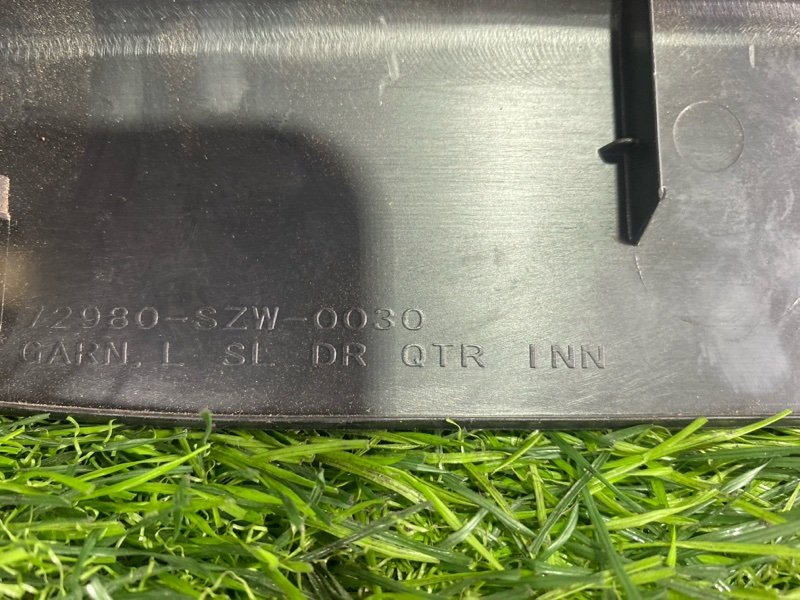 72980-SZW-0030
GARN, L SL DR QTR INN